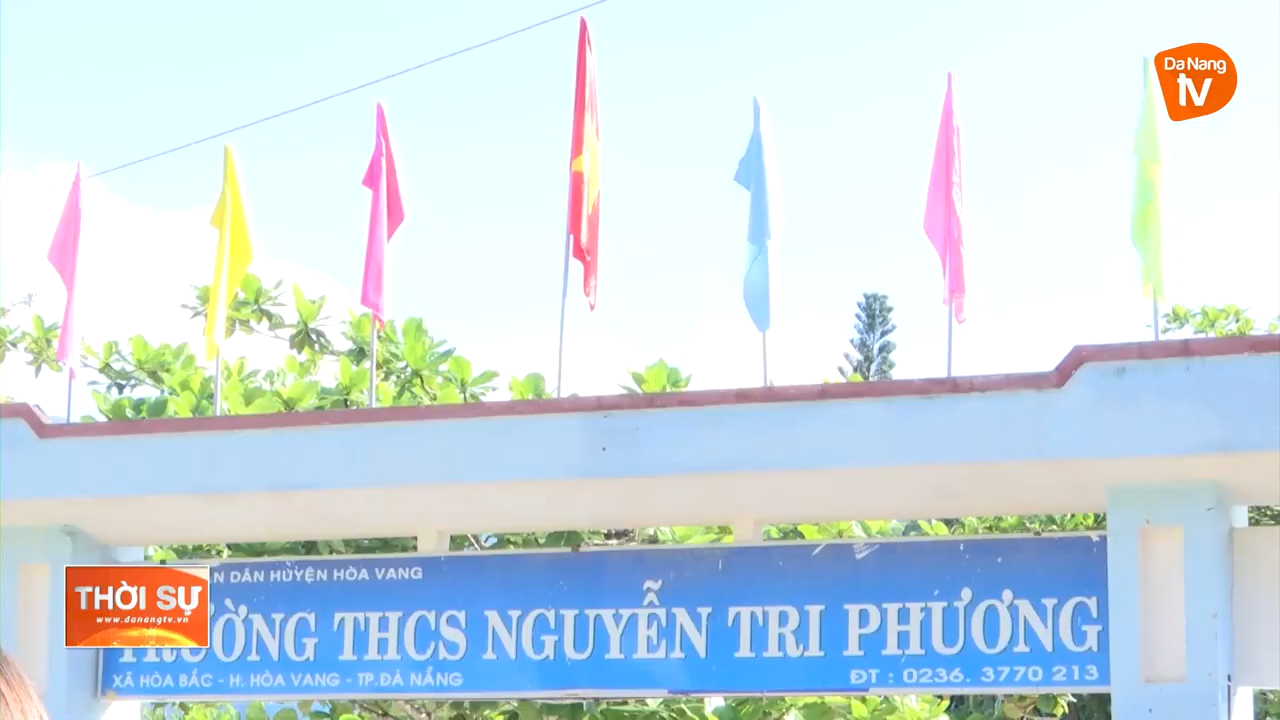 Da Nang
tv
DÂN HUYỆN HÒA VANG
THỜI SỰ
www.danangtv.vn
TRƯỜNG THCS NGUYỄN TRI PHƯƠNG
XÃ HÒA BẮC - H. HÒA VANG - TP.ĐÀ NẴNG
ĐT : 0236. 3770 213